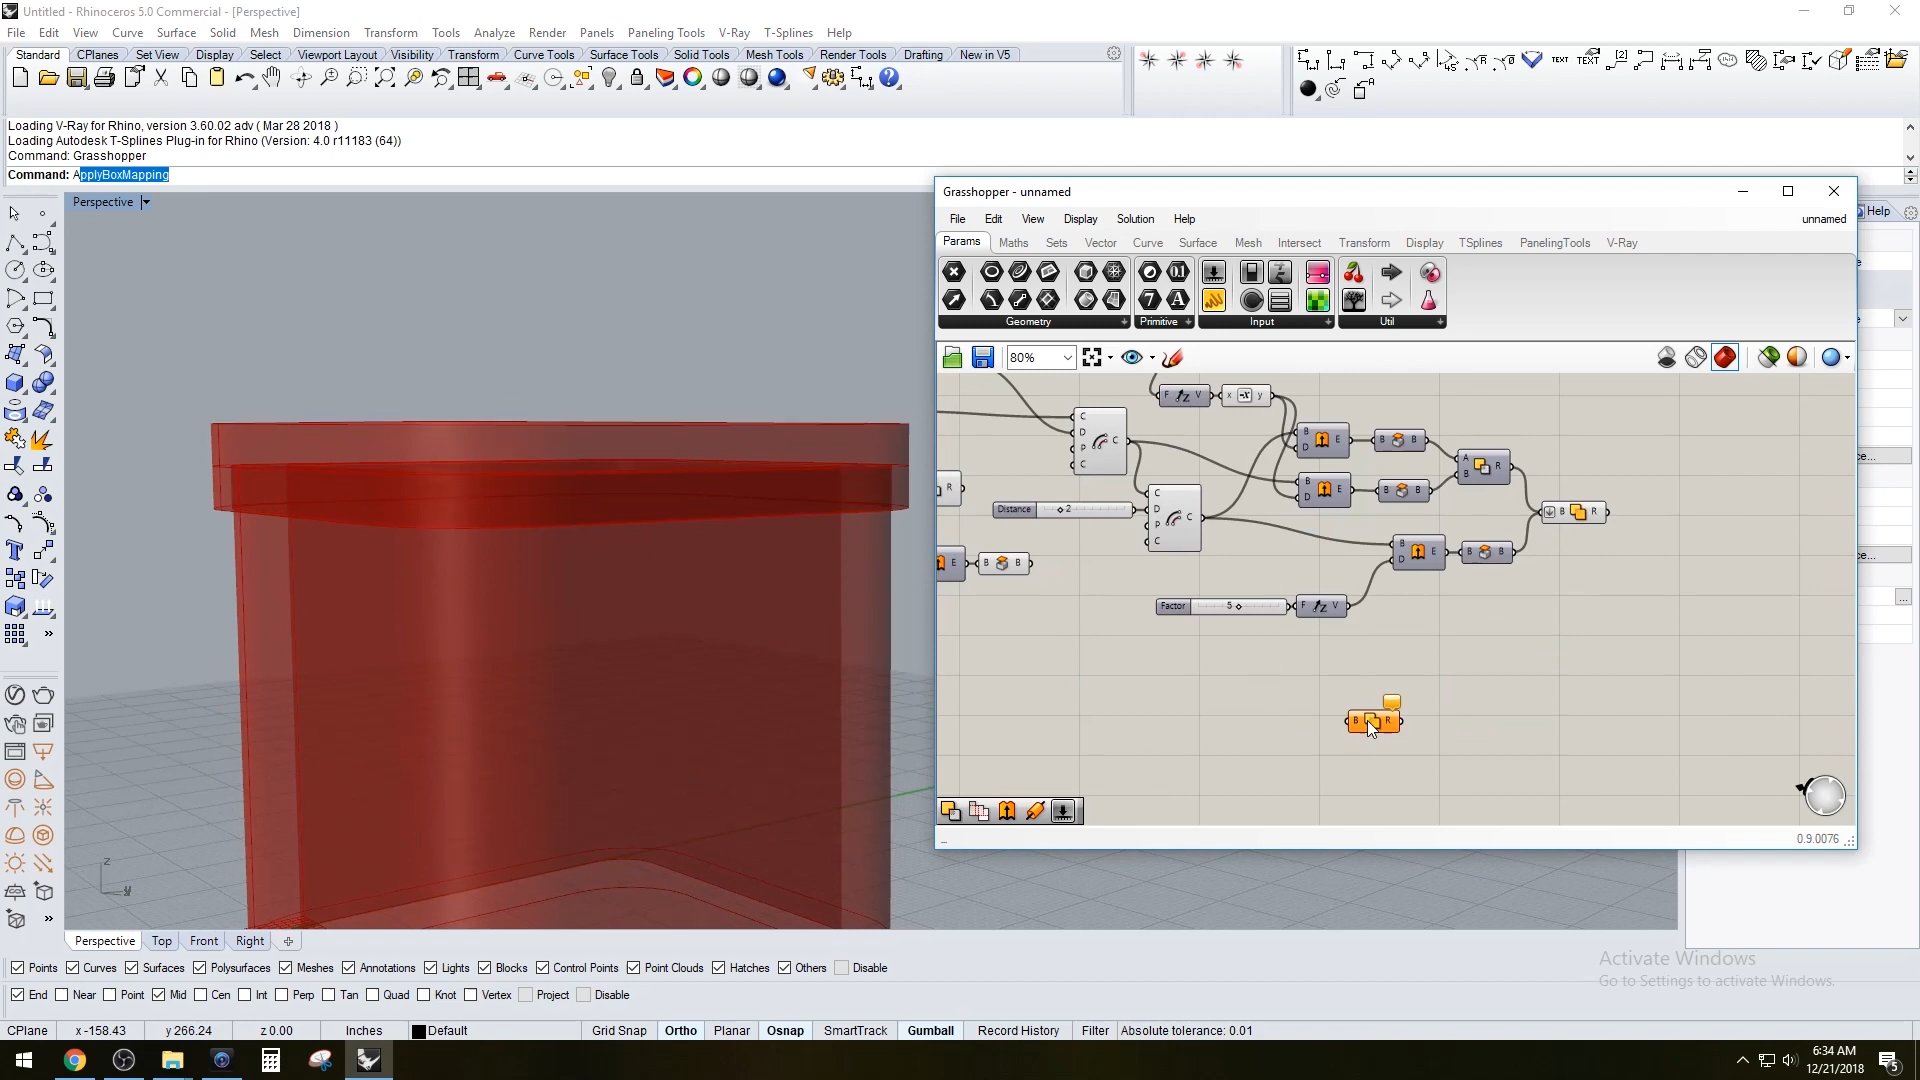 Untitled - Rhinoceros 5.0 Commercial - [Perspective]
File Edit View Curve Surface Solid Mesh Dimension Transform Tools Analyze Render Panels Paneling Tools V-Ray T-Splines Help
Standard CPlanes Set View Display Select Viewport Layout Visibility Transform Curve Tools Surface Tools Solid Tools Mesh Tools Render Tools Drafting New in V5
TEXT TEXT
Loading V-Ray for Rhino, version 3.60.02 adv ( Mar 28 2018 )
Loading Autodesk T-Splines Plug-in for Rhino (Version: 4.0 r11183 (64))
Command: Grasshopper
Command: ApplyBoxMapping
Perspective
Grasshopper - unnamed
File Edit View Display Solution Help
unnamed
Help
Params Maths Sets Vector Curve Surface Mesh Intersect Transform Display TSplines PanelingTools V-Ray
Geometry Primitive Input Util
80%
F V x -x y
C D P C C
B D E B B
A B R
R
B D E B B
Distance 2
C D P C C
B R
E B B
B D E B B
Factor 5 F V
B R
0.9.0076
z
y
Perspective Top Front Right
Activate Windows
Go to Settings to activate Windows.
Points Curves Surfaces Polysurfaces Meshes Annotations Lights Blocks Control Points Point Clouds Hatches Others Disable
End Near Point Mid Cen Int Perp Tan Quad Knot Vertex Project Disable
CPlane x -158.43 y 266.24 z 0.00 Inches Default Grid Snap Ortho Planar Osnap SmartTrack Gumball Record History Filter Absolute tolerance: 0.01
6:34 AM
12/21/2018
5